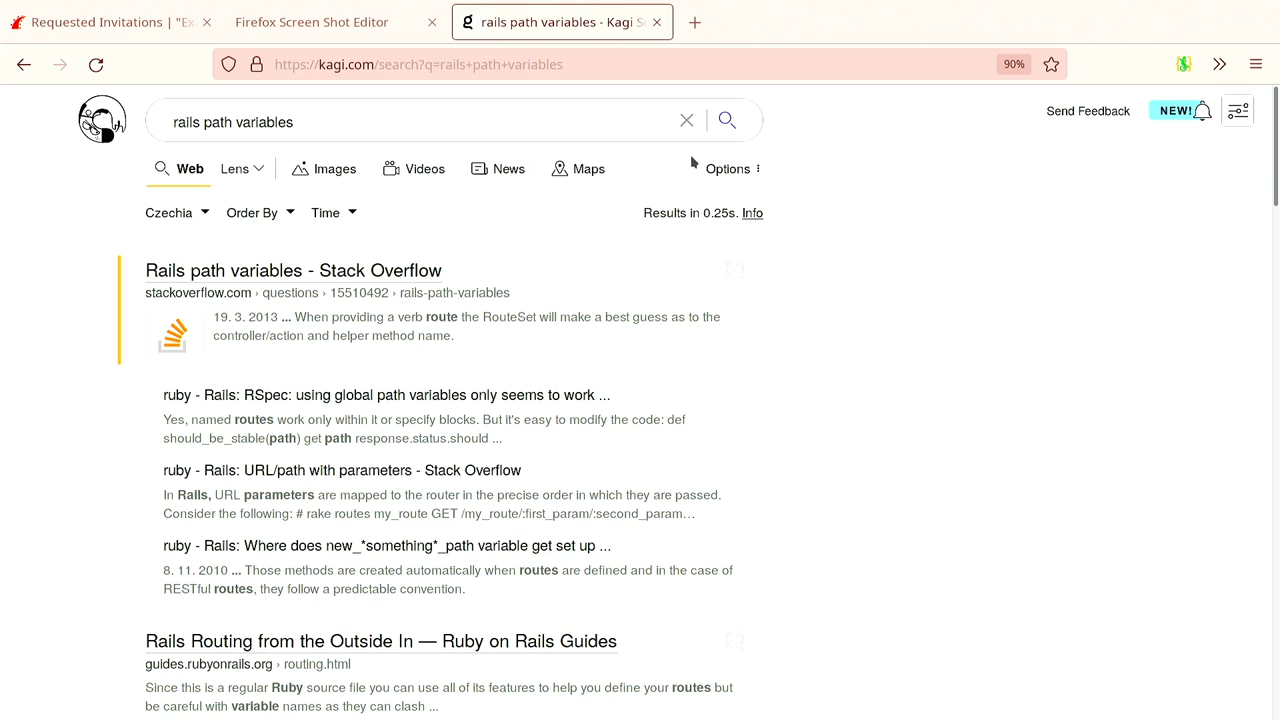 Requested Invitations | "Ex
Firefox Screen Shot Editor
rails path variables - Kagi S
https://kagi.com/search?q=rails+path+variables
90%
rails path variables
Send Feedback
NEW!
Web
Lens
Images
Videos
News
Maps
Options
Czechia
Order By
Time
Results in 0.25s. Info
Rails path variables - Stack Overflow
stackoverflow.com › questions › 15510492 › rails-path-variables
19. 3. 2013 ... When providing a verb route the RouteSet will make a best guess as to the
controller/action and helper method name.
ruby - Rails: RSpec: using global path variables only seems to work ...
Yes, named routes work only within it or specify blocks. But it's easy to modify the code: def
should_be_stable(path) get path response.status.should ...
ruby - Rails: URL/path with parameters - Stack Overflow
In Rails, URL parameters are mapped to the router in the precise order in which they are passed.
Consider the following: # rake routes my_route GET /my_route/:first_param/:second_param…
ruby - Rails: Where does new_*something*_path variable get set up ...
8. 11. 2010 ... Those methods are created automatically when routes are defined and in the case of
RESTful routes, they follow a predictable convention.
Rails Routing from the Outside In — Ruby on Rails Guides
guides.rubyonrails.org › routing.html
Since this is a regular Ruby source file you can use all of its features to help you define your routes but
be careful with variable names as they can clash ...